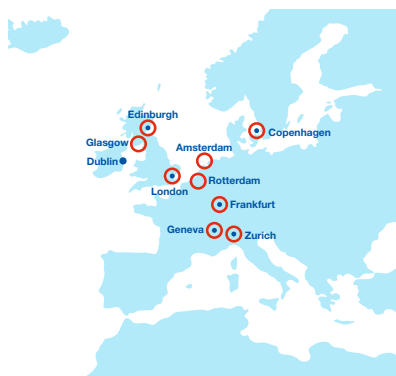 Edinburgh
Glasgow
Amsterdam
Copenhagen
Dublin
London
Rotterdam
Frankfurt
Geneva
Zurich